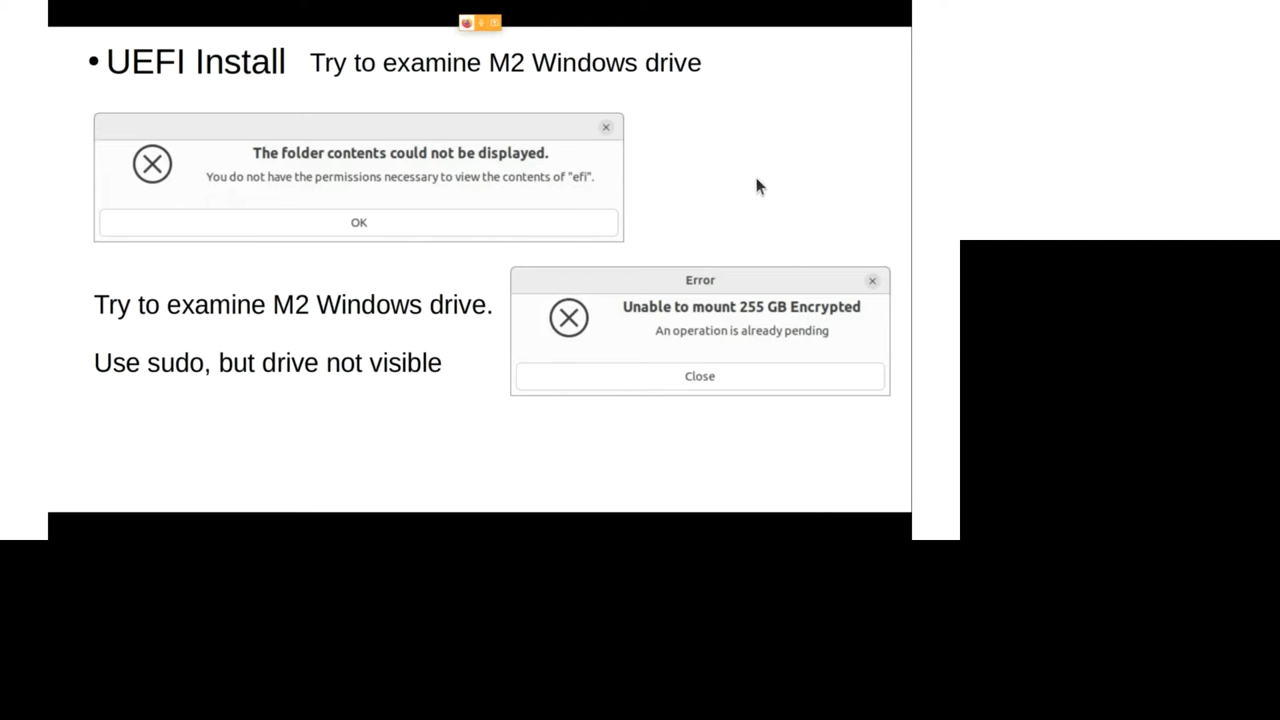 • UEFI Install Try to examine M2 Windows drive
The folder contents could not be displayed.
You do not have the permissions necessary to view the contents of "efi".
OK
Try to examine M2 Windows drive.
Use sudo, but drive not visible
Error
Unable to mount 255 GB Encrypted
An operation is already pending
Close